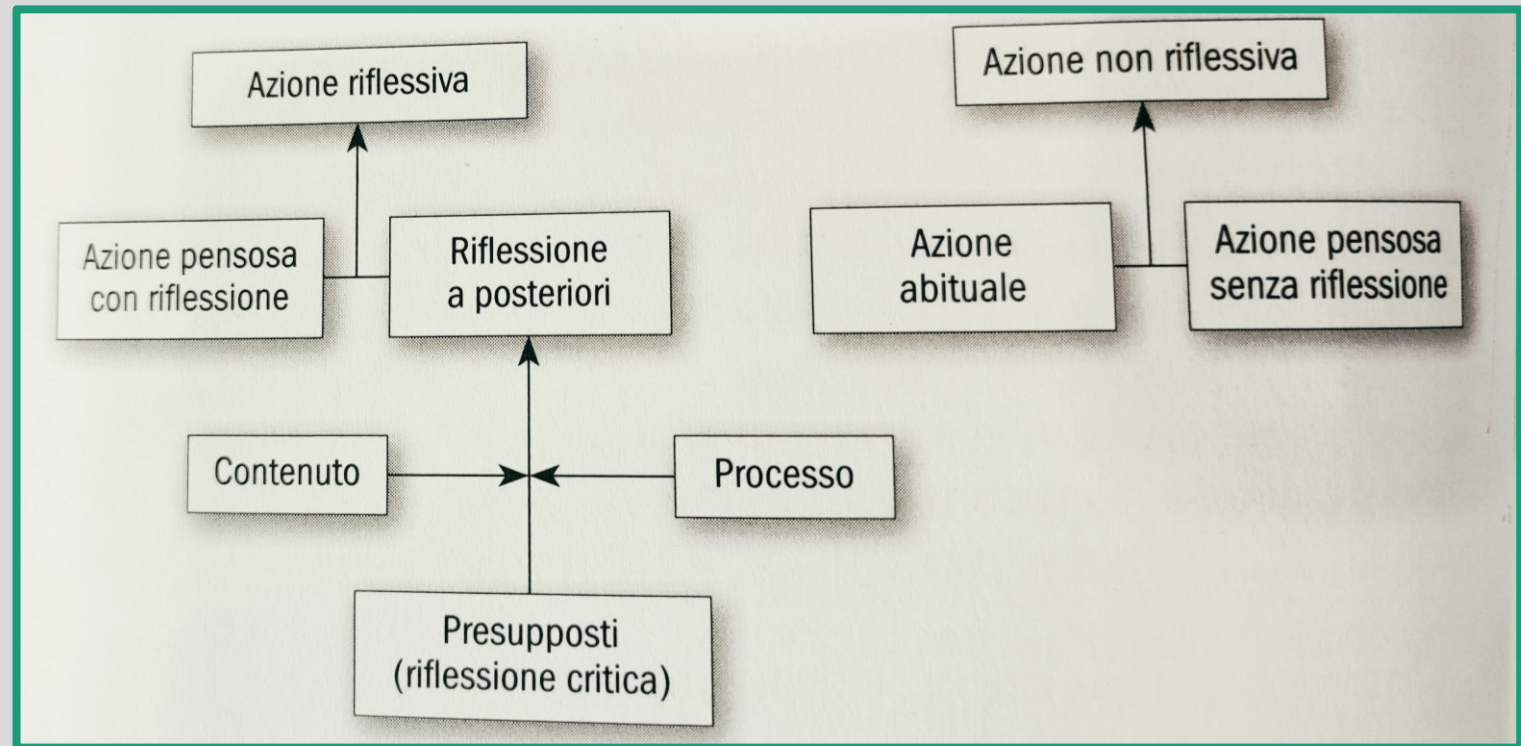 Azione riflessiva
Azione non riflessiva
Azione pensosa
con riflessione
Riflessione
a posteriori
Azione
abituale
Azione pensosa
senza riflessione
Contenuto
Processo
Presupposti
(riflessione critica)